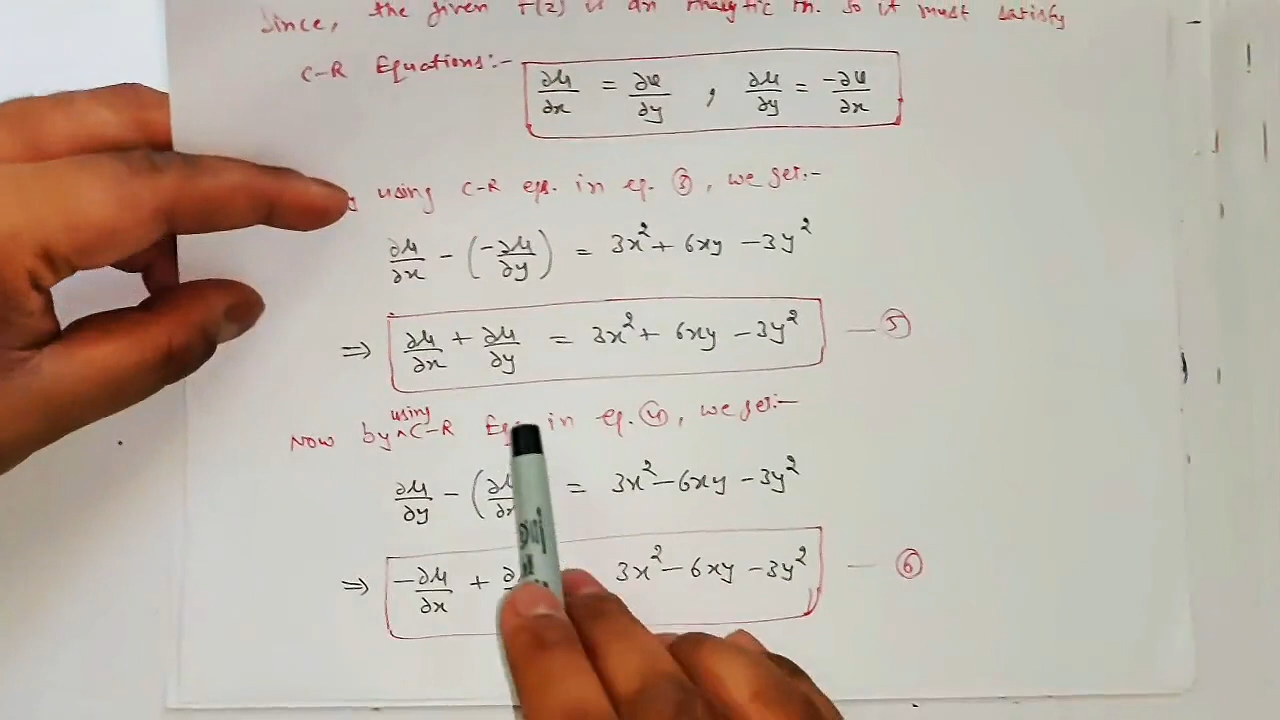 Since, the given f(z) is an Analytic fn. so it must satisfy
C-R Equations:- ∂u/∂x = ∂v/∂y , ∂u/∂y = -∂v/∂x
using C-R eqs. in eq. ③, we get:-
∂u/∂x - (-∂u/∂y) = 3x² + 6xy - 3y²
⇒ ∂u/∂x + ∂u/∂y = 3x² + 6xy - 3y² — ⑤
Now by ^ using C-R in eq. ④, we get:-
∂u/∂y - = 3x² - 6xy - 3y²
⇒ -∂u/∂x + 3x² - 6xy - 3y² — ⑥